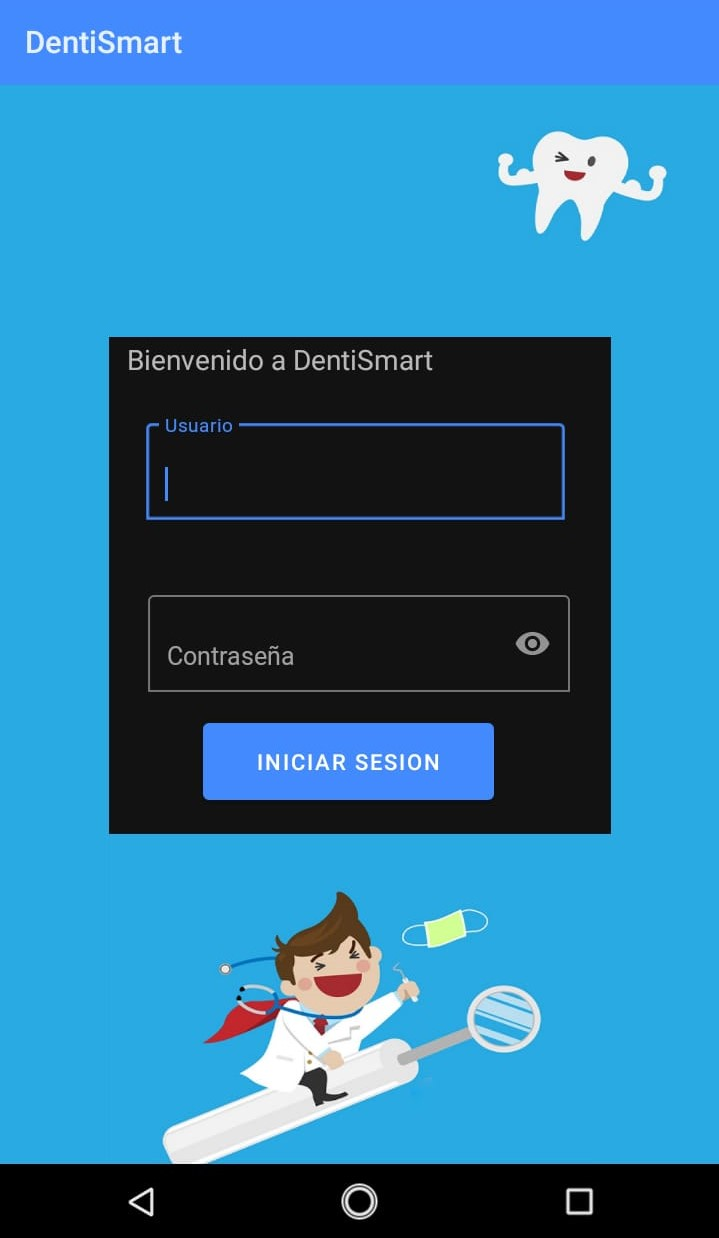 DentiSmart
Bienvenido a DentiSmart
Usuario
Contraseña
INICIAR SESION